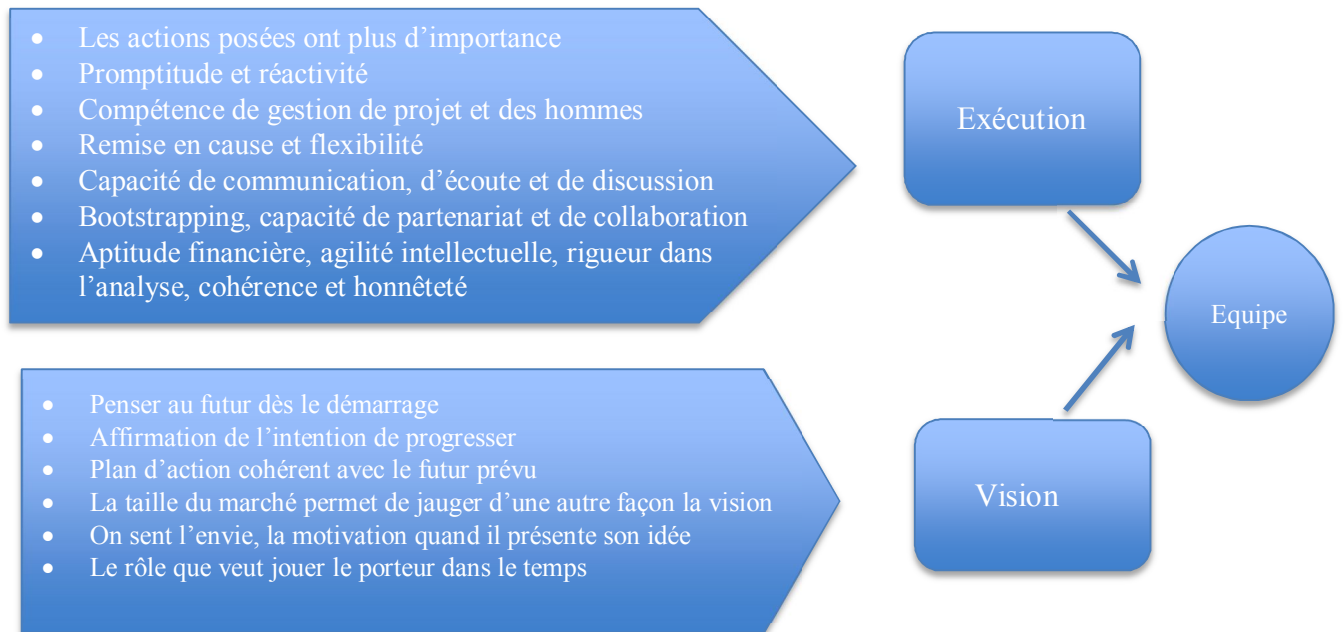 • Les actions posées ont plus d’importance
• Promptitude et réactivité
• Compétence de gestion de projet et des hommes
• Remise en cause et flexibilité
• Capacité de communication, d’écoute et de discussion
• Bootstrapping, capacité de partenariat et de collaboration
• Aptitude financière, agilité intellectuelle, rigueur dans
l’analyse, cohérence et honnêteté
Exécution
Equipe
• Penser au futur dès le démarrage
• Affirmation de l’intention de progresser
• Plan d’action cohérent avec le futur prévu
• La taille du marché permet de jauger d’une autre façon la vision
• On sent l’envie, la motivation quand il présente son idée
• Le rôle que veut jouer le porteur dans le temps
Vision